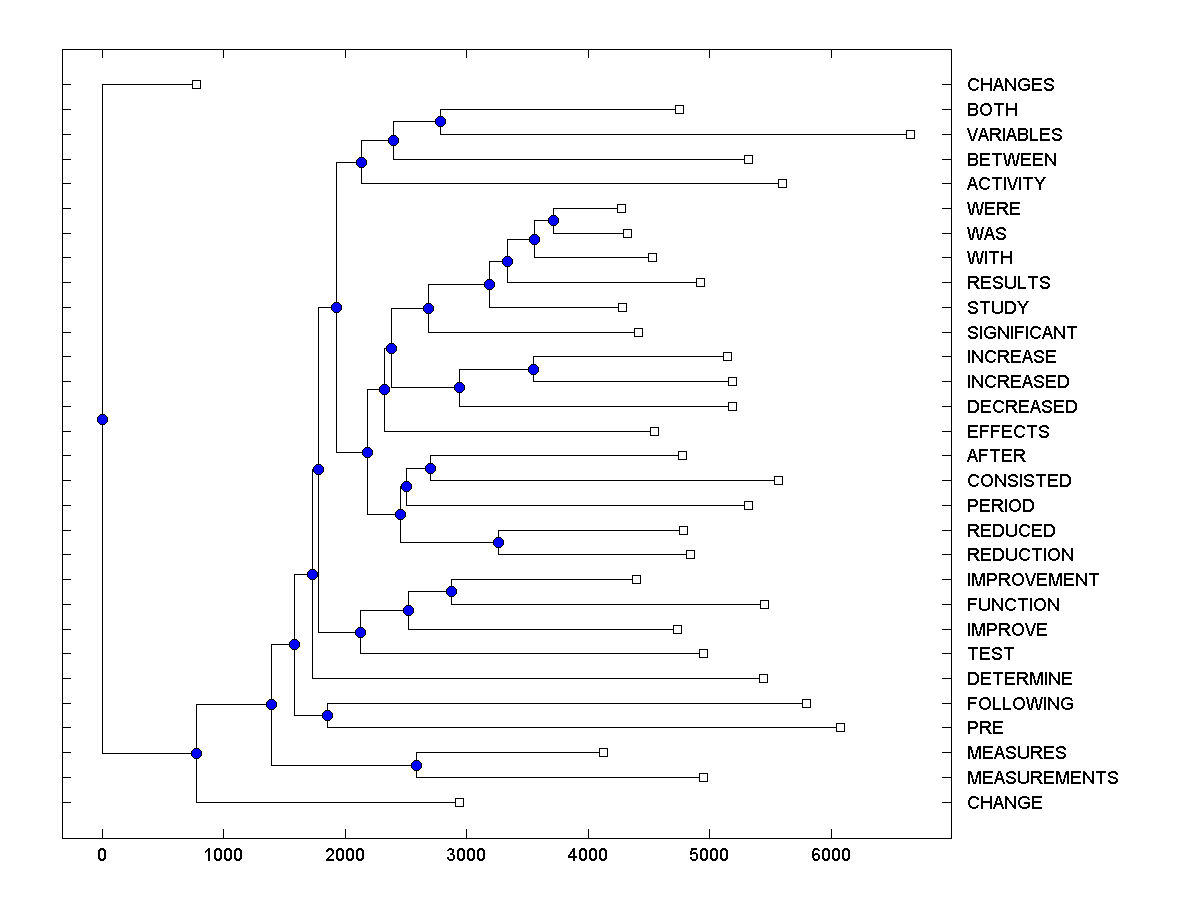 CHANGES
BOTH
VARIABLES
BETWEEN
ACTIVITY
WERE
WAS
WITH
RESULTS
STUDY
SIGNIFICANT
INCREASE
INCREASED
DECREASED
EFFECTS
AFTER
CONSISTED
PERIOD
REDUCED
REDUCTION
IMPROVEMENT
FUNCTION
IMPROVE
TEST
DETERMINE
FOLLOWING
PRE
MEASURES
MEASUREMENTS
CHANGE
0 1000 2000 3000 4000 5000 6000